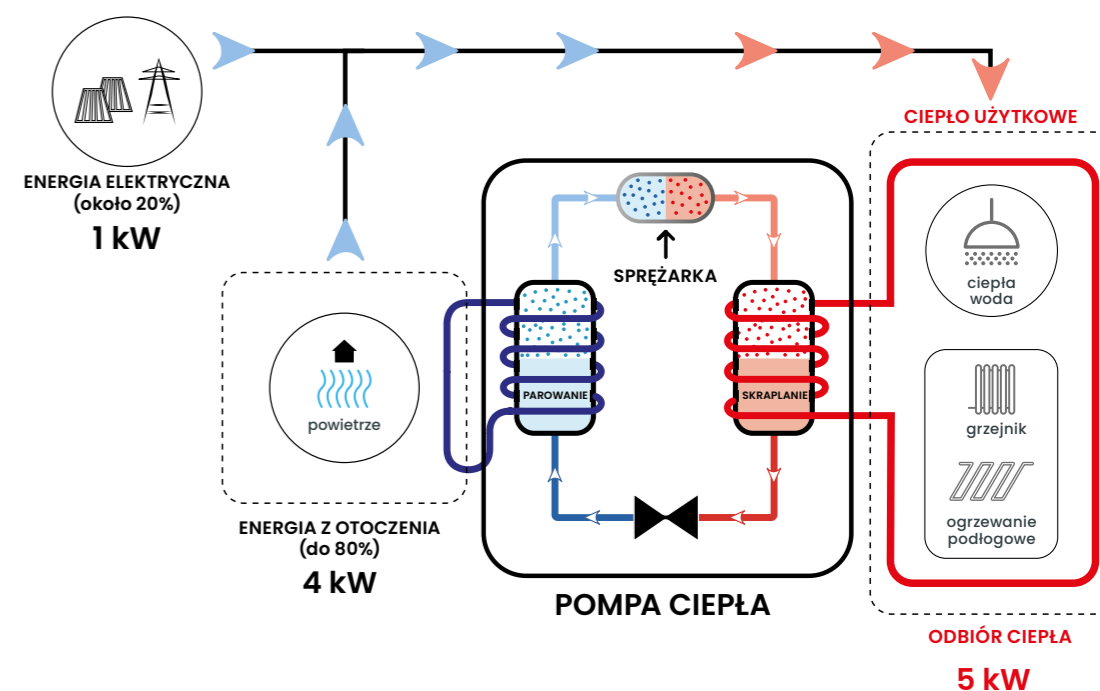 CIEPŁO UŻYTKOWE
ENERGIA ELEKTRYCZNA
(około 20%)
1 kW
SPRĘŻARKA
ciepła
woda
powietrze
PAROWANIE
SKRAPLANIE
grzejnik
ogrzewanie
podłogowe
ENERGIA Z OTOCZENIA
(do 80%)
4 kW
POMPA CIEPŁA
ODBIÓR CIEPŁA
5 kW